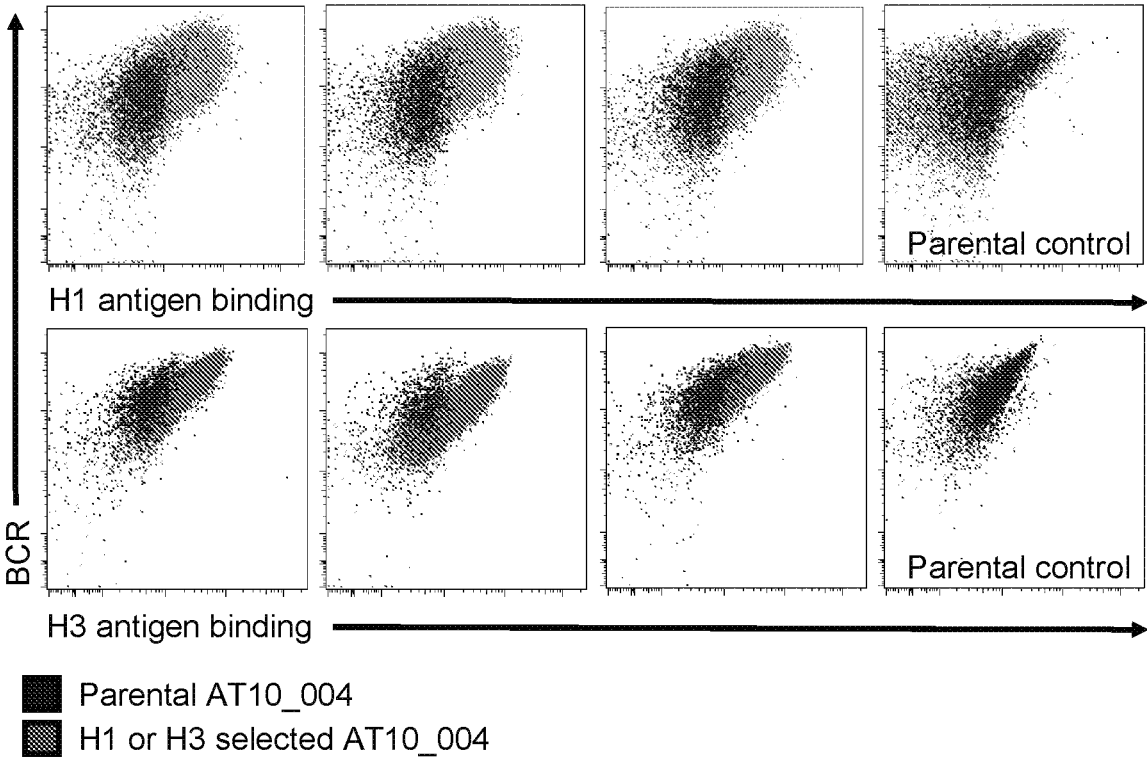 Parental control
H1 antigen binding
Parental control
BCR
H3 antigen binding
Parental AT10_004
H1 or H3 selected AT10_004